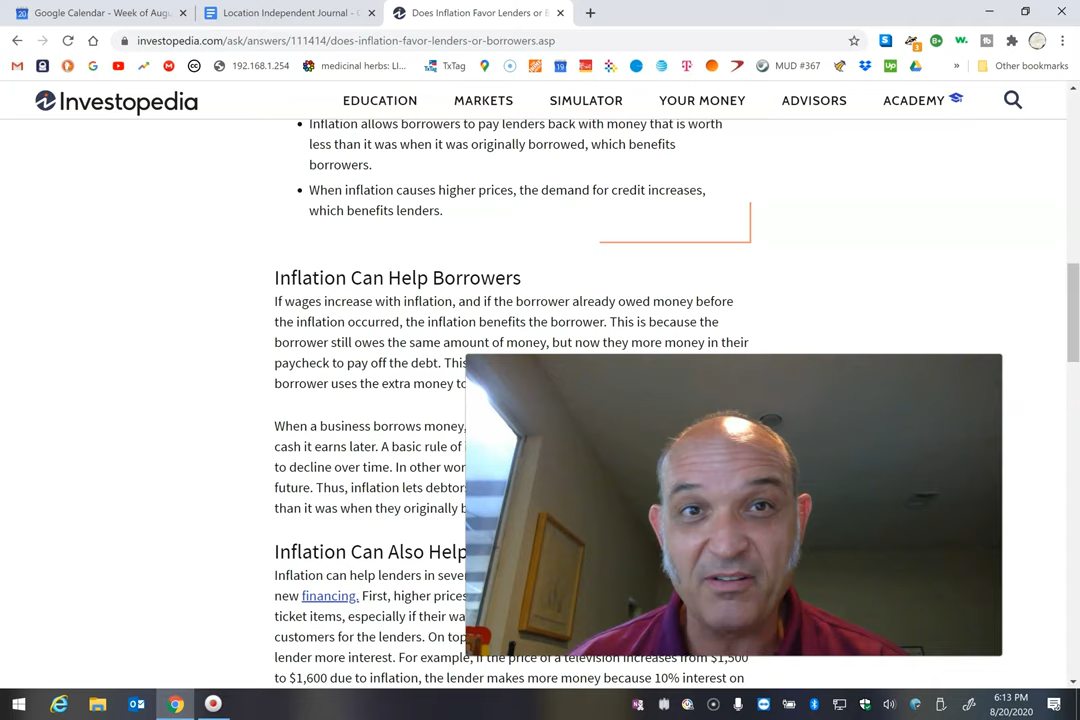 Google Calendar - Week of Augu
Location Independent Journal - G
Does Inflation Favor Lenders or B
investopedia.com/ask/answers/111414/does-inflation-favor-lenders-or-borrowers.asp
192.168.1.254
medicinal herbs: LI...
TxTag
MUD #367
Other bookmarks
Investopedia
EDUCATION MARKETS SIMULATOR YOUR MONEY ADVISORS ACADEMY
• Inflation allows borrowers to pay lenders back with money that is worth
less than it was when it was originally borrowed, which benefits
borrowers.
• When inflation causes higher prices, the demand for credit increases,
which benefits lenders.
Inflation Can Help Borrowers
If wages increase with inflation, and if the borrower already owed money before
the inflation occurred, the inflation benefits the borrower. This is because the
borrower still owes the same amount of money, but now they more money in their
paycheck to pay off the debt. This
borrower uses the extra money to
When a business borrows money,
cash it earns later. A basic rule of
to decline over time. In other wor
future. Thus, inflation lets debtors
than it was when they originally b
Inflation Can Also Help
Inflation can help lenders in seve
new financing. First, higher prices
ticket items, especially if their wa
customers for the lenders. On top
lender more interest. For example, if the price of a television increases from $1,500
to $1,600 due to inflation, the lender makes more money because 10% interest on
6:13 PM
8/20/2020